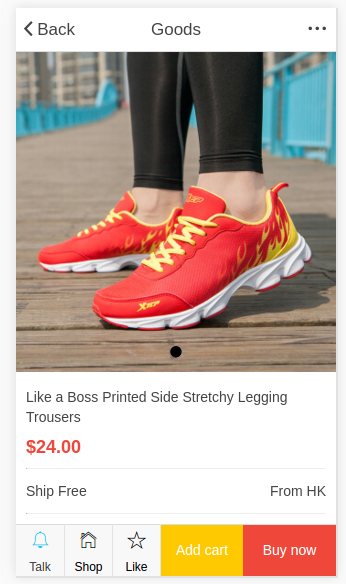 Back
Goods
Like a Boss Printed Side Stretchy Legging
Trousers
$24.00
Ship Free
From HK
Talk
Shop
Like
Add cart
Buy now